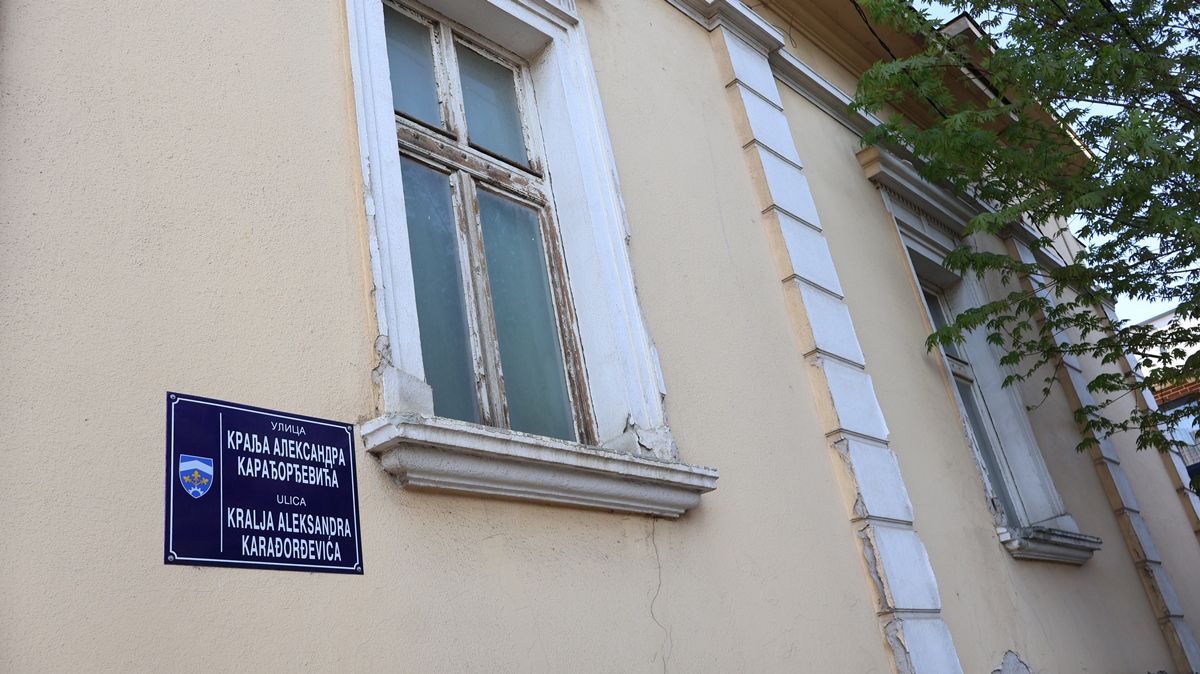 УЛИЦА
КРАЉА АЛЕКСАНДРА
КАРАЂОРЂЕВИЋА
ULICA
KRALJA ALEKSANDRA
KARAĐORĐEVIĆA